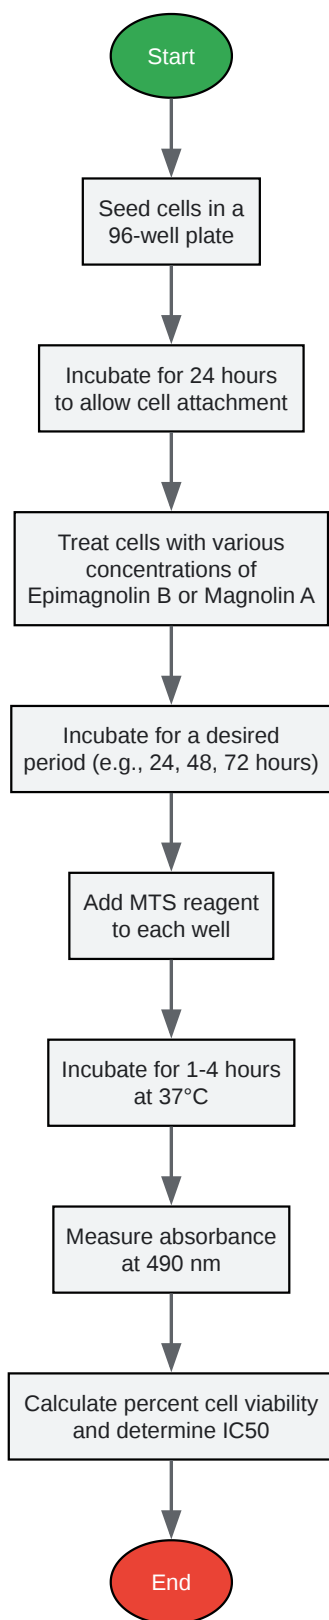 Start
Seed cells in a
96-well plate
Incubate for 24 hours
to allow cell attachment
Treat cells with various
concentrations of
Epimagnolin B or Magnolin A
Incubate for a desired
period (e.g., 24, 48, 72 hours)
Add MTS reagent
to each well
Incubate for 1-4 hours
at 37°C
Measure absorbance
at 490 nm
Calculate percent cell viability
and determine IC50
End